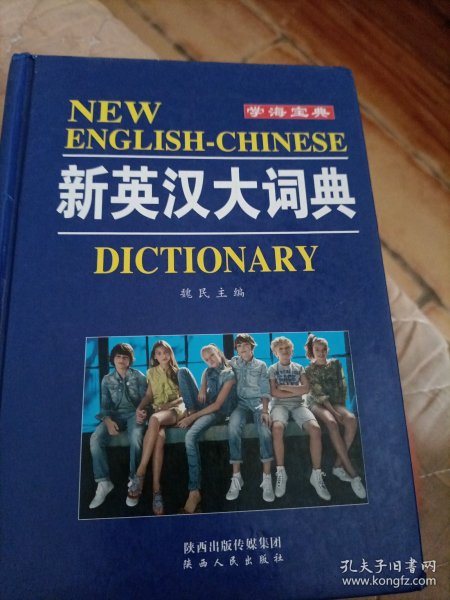 NEW
学海宝典
ENGLISH-CHINESE
新英汉大词典
DICTIONARY
魏民主编
陕西出版传媒集团
陕西人民出版社
孔夫子旧书网
www.kongfz.com